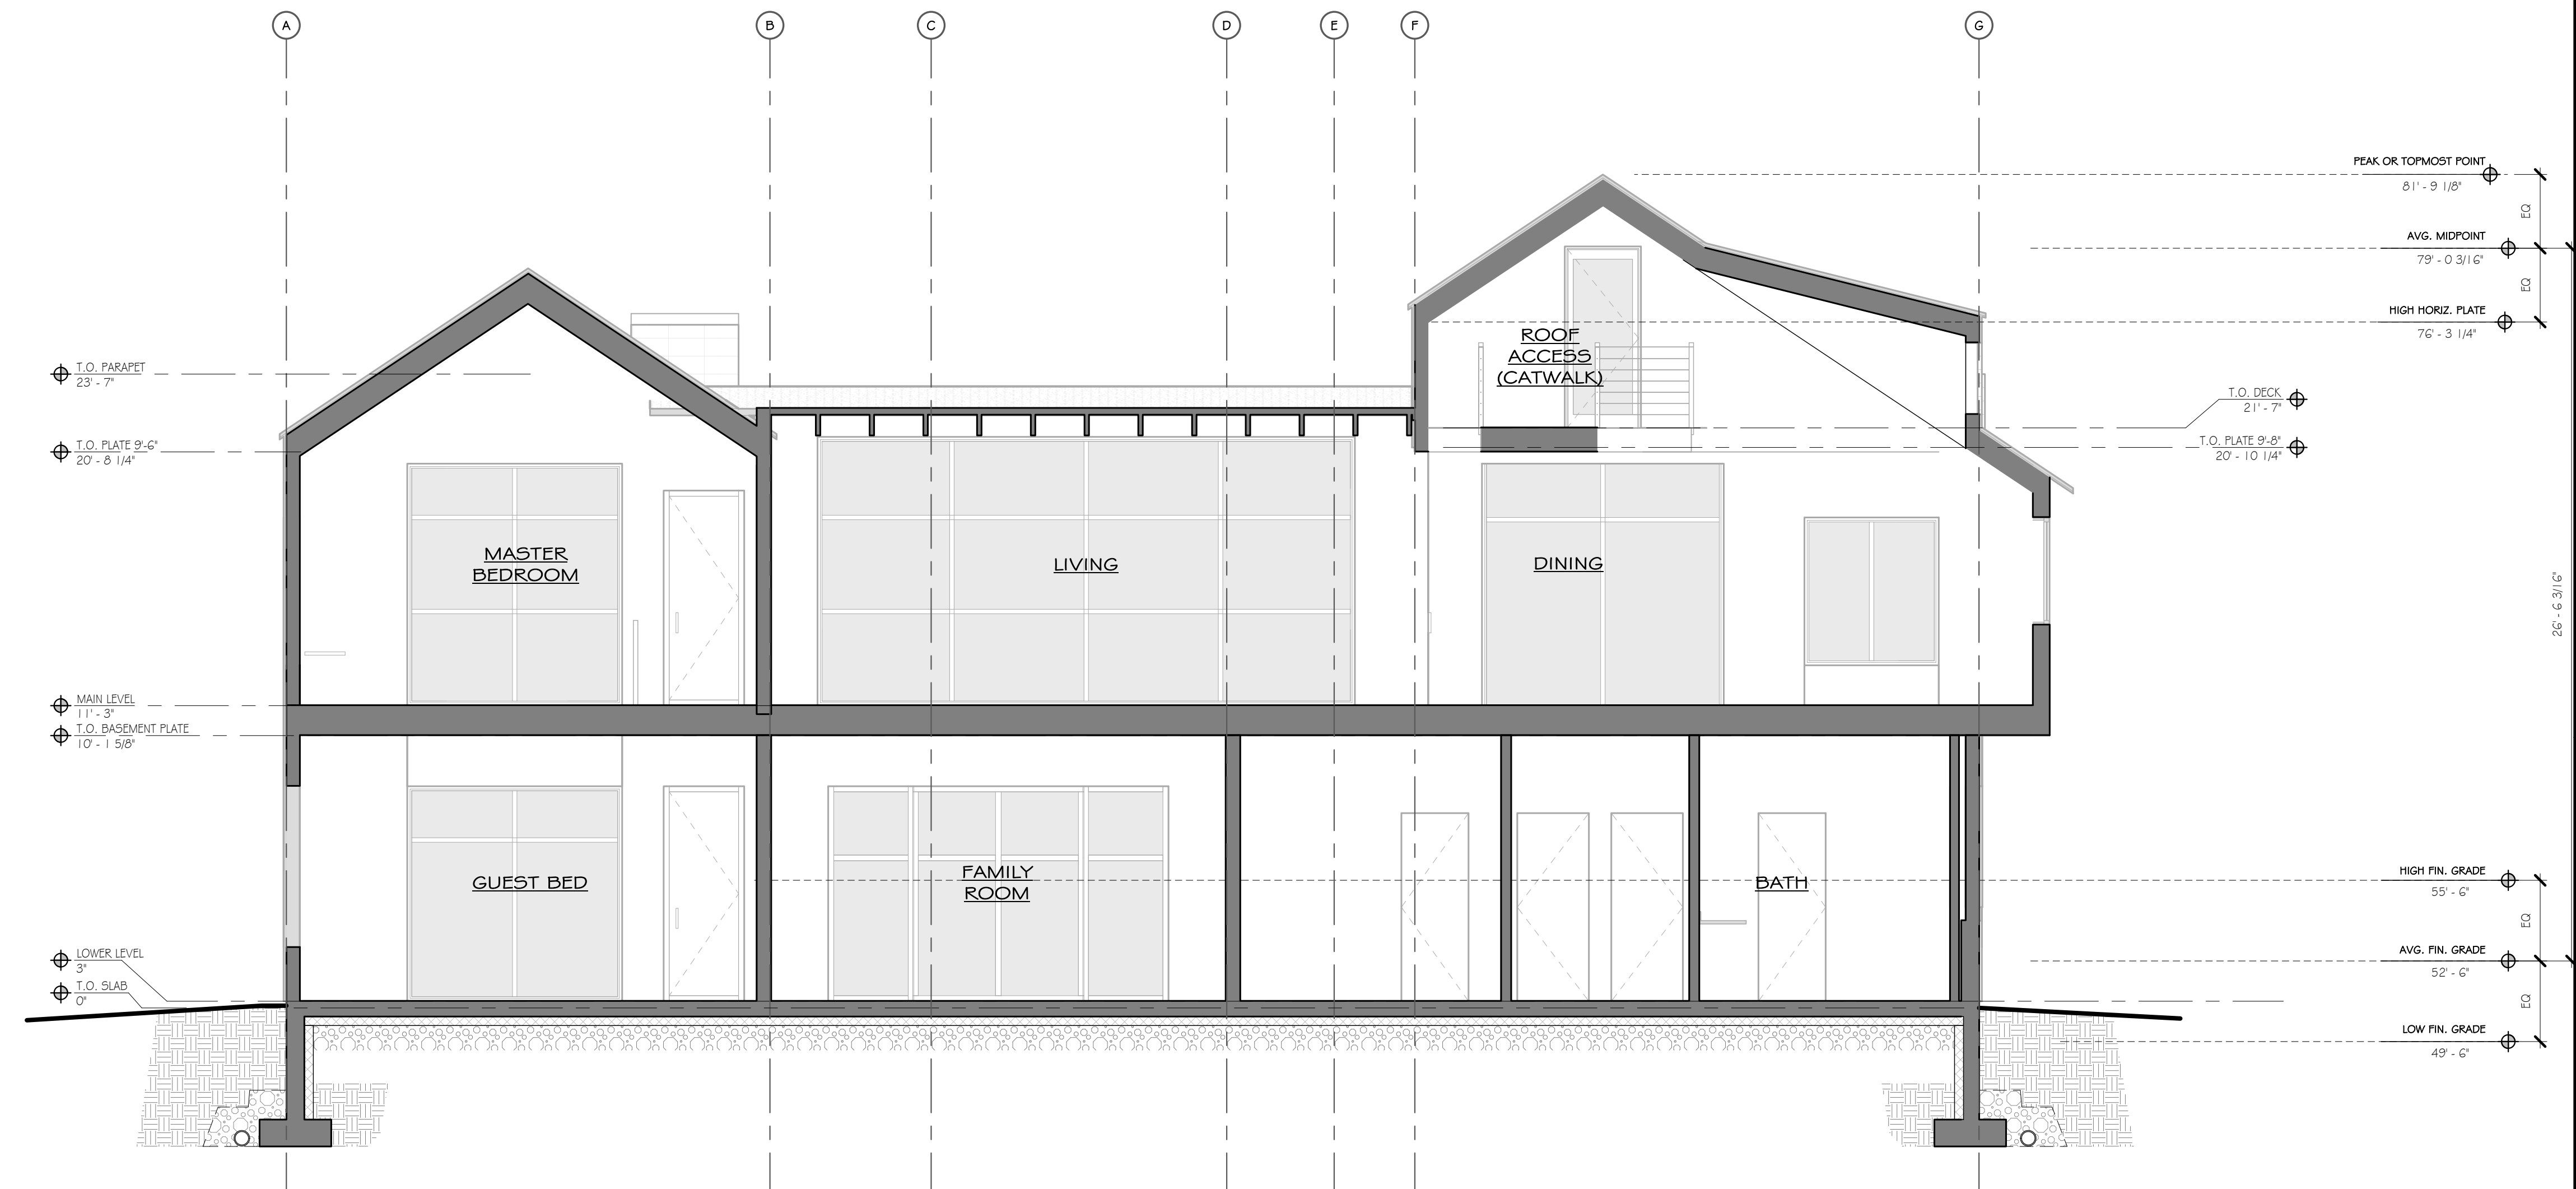 A
B
C
D
E
F
G
PEAK OR TOPMOST POINT
81' - 9 1/8"
EQ
AVG. MIDPOINT
79' - 0 3/16"
EQ
HIGH HORIZ. PLATE
76' - 3 1/4"
ROOF
ACCESS
(CATWALK)
T.O. PARAPET
23' - 7"
T.O. DECK
21' - 7"
T.O. PLATE 9'-6"
20' - 8 1/4"
T.O. PLATE 9'-8"
20' - 10 1/4"
MASTER
BEDROOM
LIVING
DINING
26' - 6 3/16"
MAIN LEVEL
11' - 3"
T.O. BASEMENT PLATE
10' - 1 5/8"
GUEST BED
FAMILY
ROOM
BATH
HIGH FIN. GRADE
55' - 6"
EQ
AVG. FIN. GRADE
52' - 6"
EQ
LOW FIN. GRADE
49' - 6"
LOWER LEVEL
3"
T.O. SLAB
0"